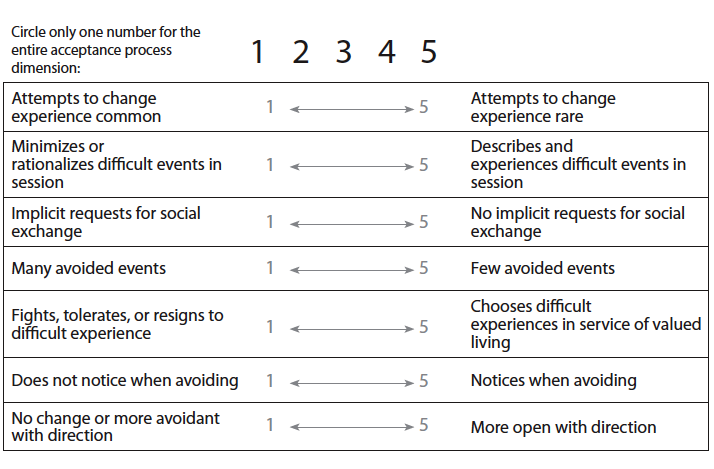 Circle only one number for the
entire acceptance process
dimension:
1 2 3 4 5
Attempts to change
experience common
1 5
Attempts to change
experience rare
Minimizes or
rationalizes difficult events in
session
1 5
Describes and
experiences difficult events in
session
Implicit requests for social
exchange
1 5
No implicit requests for social
exchange
Many avoided events
1 5
Few avoided events
Fights, tolerates, or resigns to
difficult experience
1 5
Chooses difficult
experiences in service of valued
living
Does not notice when avoiding
1 5
Notices when avoiding
No change or more avoidant
with direction
1 5
More open with direction